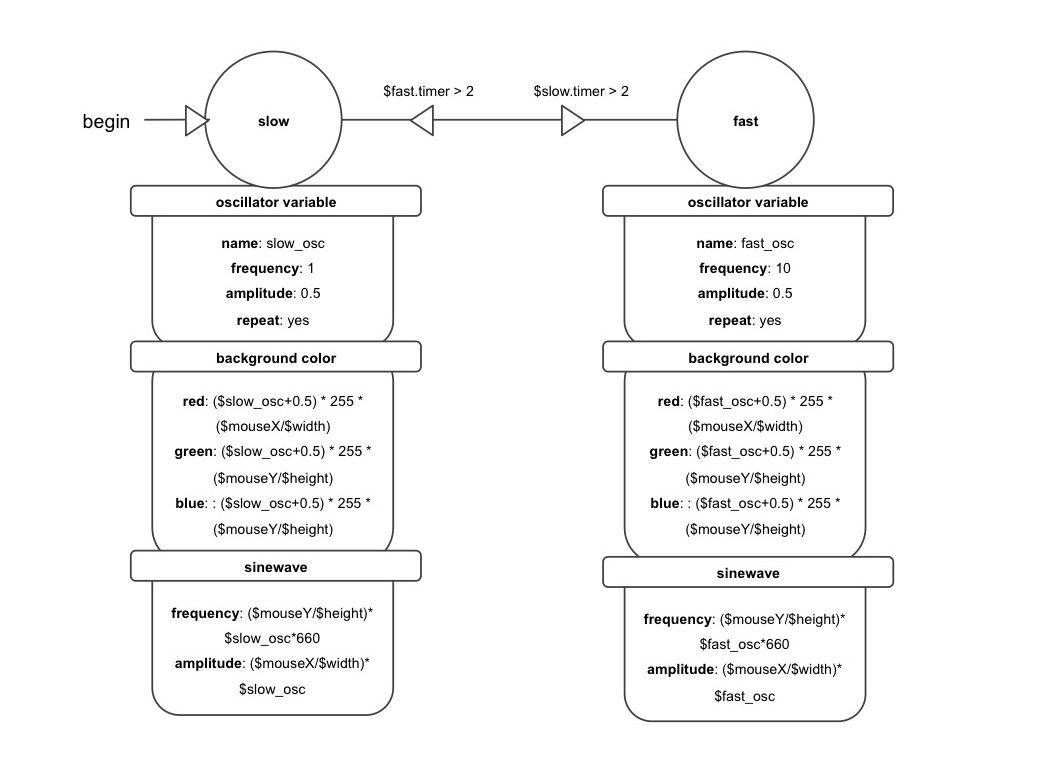 $fast.timer > 2
$slow.timer > 2
begin
slow
fast
oscillator variable
name: slow_osc
frequency: 1
amplitude: 0.5
repeat: yes
background color
red: ($slow_osc+0.5) * 255 *
($mouseX/$width)
green: ($slow_osc+0.5) * 255 *
($mouseY/$height)
blue: : ($slow_osc+0.5) * 255 *
($mouseY/$height)
sinewave
frequency: ($mouseY/$height)*
$slow_osc*660
amplitude: ($mouseX/$width)*
$slow_osc
oscillator variable
name: fast_osc
frequency: 10
amplitude: 0.5
repeat: yes
background color
red: ($fast_osc+0.5) * 255 *
($mouseX/$width)
green: ($fast_osc+0.5) * 255 *
($mouseY/$height)
blue: : ($fast_osc+0.5) * 255 *
($mouseY/$height)
sinewave
frequency: ($mouseY/$height)*
$fast_osc*660
amplitude: ($mouseX/$width)*
$fast_osc